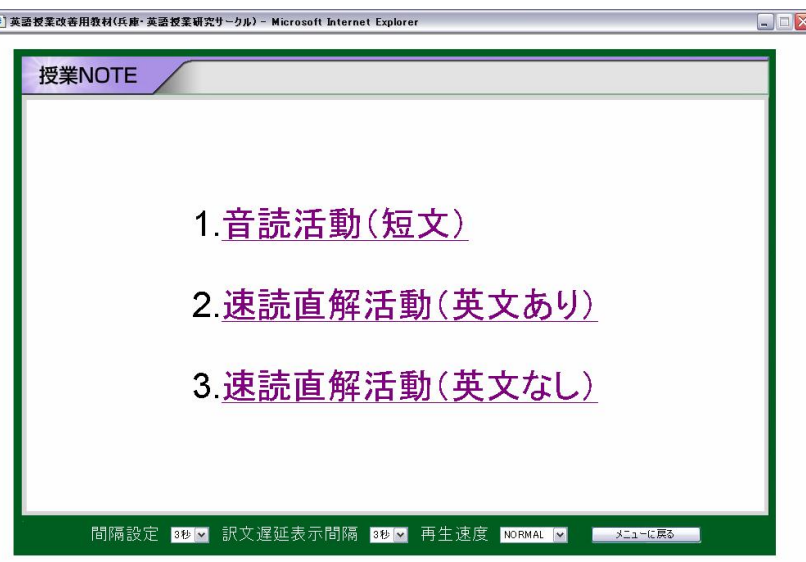 英語授業改善用教材(兵庫・英語授業研究サークル) - Microsoft Internet Explorer
授業NOTE
1.音読活動(短文)
2.速読直解活動(英文あり)
3.速読直解活動(英文なし)
間隔設定 3秒 訳文遅延表示間隔 3秒 再生速度 NORMAL メニューに戻る